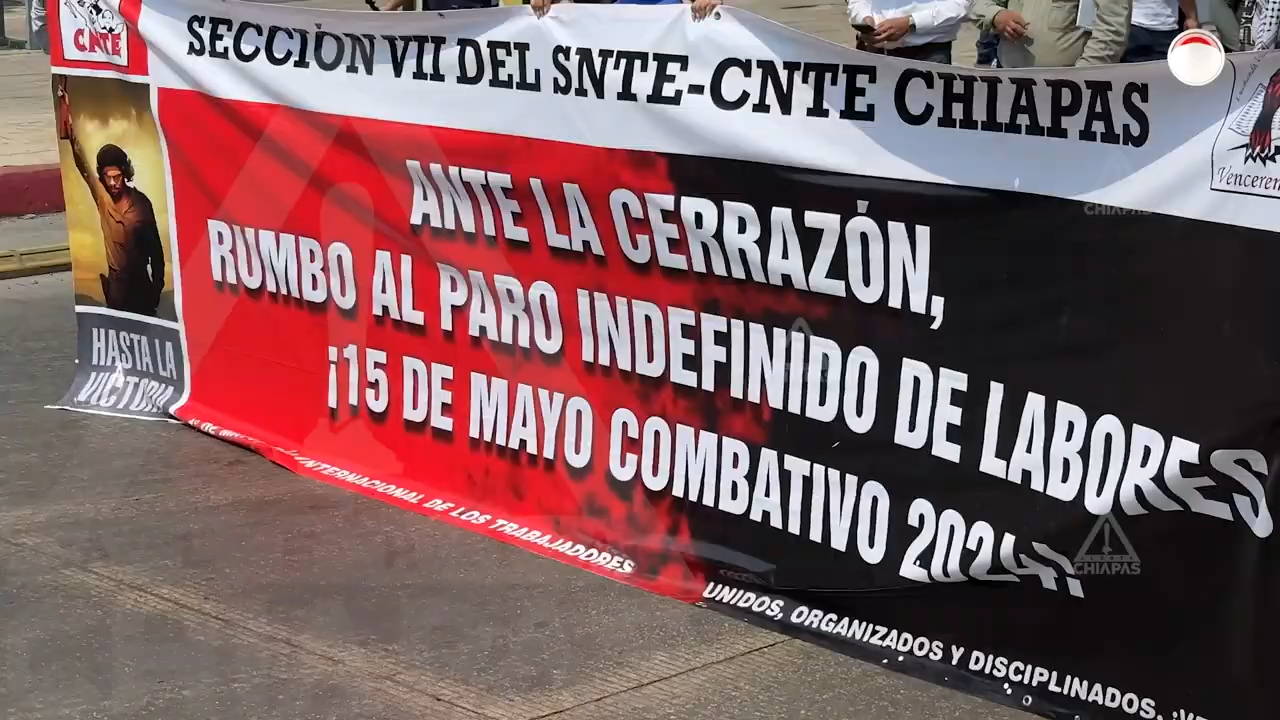 CNTE
SECCION VII DEL SNTE-CNTE CHIAPAS
ANTE LA CERRAZÓN,
RUMBO AL PARO INDEFINIDO DE LABORES
¡15 DE MAYO COMBATIVO 2024!
HASTA LA
VICTORIA
INTERNACIONAL DE LOS TRABAJADORES
UNIDOS, ORGANIZADOS Y DISCIPLINADOS,
CHIAPAS
CHIAPAS